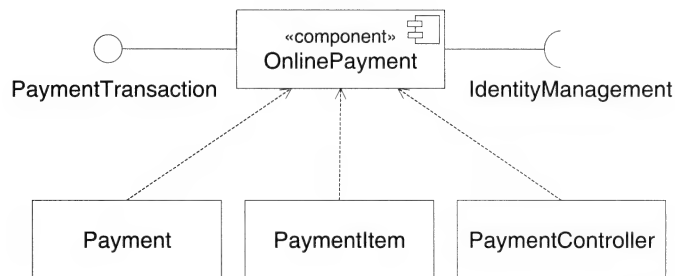 «component»
OnlinePayment
PaymentTransaction
IdentityManagement
Payment
PaymentItem
PaymentController